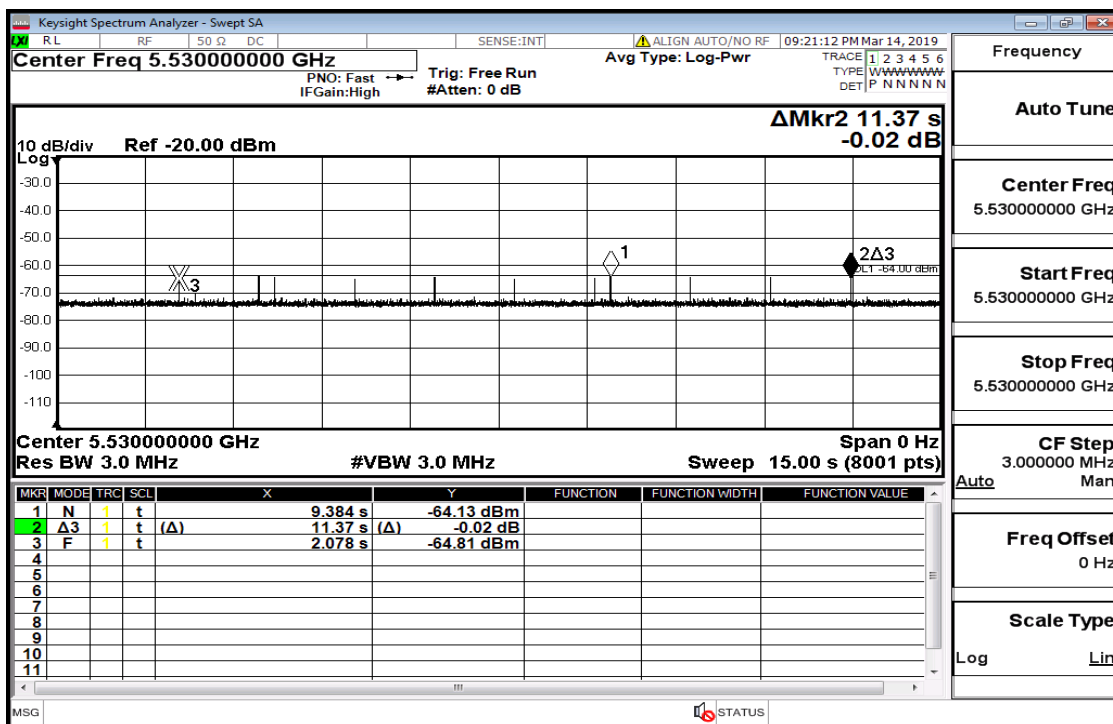 Keysight Spectrum Analyzer - Swept SA
LXI RL RF 50 Ω DC SENSE:INT ALIGN AUTO/NO RF 09:21:12 PM Mar 14, 2019
Center Freq 5.530000000 GHz
PNO: Fast
IFGain:High
Trig: Free Run
#Atten: 0 dB
Avg Type: Log-Pwr
TRACE 1 2 3 4 5 6
TYPE WWWWWW
DET P N N N N N
ΔMkr2 11.37 s
-0.02 dB
10 dB/div Ref -20.00 dBm
Log
-30.0
-40.0
-50.0
-60.0
-70.0
-80.0
-90.0
-100
-110
1
2Δ3
DL1 -64.00 dBm
3
Center 5.530000000 GHz Span 0 Hz
Res BW 3.0 MHz #VBW 3.0 MHz Sweep 15.00 s (8001 pts)
MKR MODE TRC SCL X Y FUNCTION FUNCTION WIDTH FUNCTION VALUE
1 N 1 t 9.384 s -64.13 dBm
2 Δ3 1 t (Δ) 11.37 s (Δ) -0.02 dB
3 F 1 t 2.078 s -64.81 dBm
4
5
6
7
8
9
10
11
MSG STATUS
Frequency
Auto Tune
Center Freq
5.530000000 GHz
Start Freq
5.530000000 GHz
Stop Freq
5.530000000 GHz
CF Step
3.000000 MHz
Auto Man
Freq Offset
0 Hz
Scale Type
Log Lin